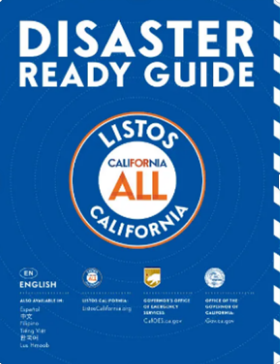 DISASTER
READY GUIDE
LISTOS
CALIFORNIA
ALL
CALIFORNIA
EN
ENGLISH
ALSO AVAILABLE IN:
Español
中文
Filipino
Tiếng Việt
한국어
Lus Hmoob
LISTOS CALIFORNIA:
ListosCalifornia.org
GOVERNOR'S OFFICE
OF EMERGENCY
SERVICES:
CalOES.ca.gov
OFFICE OF THE
GOVERNOR OF
CALIFORNIA:
Gov.ca.gov